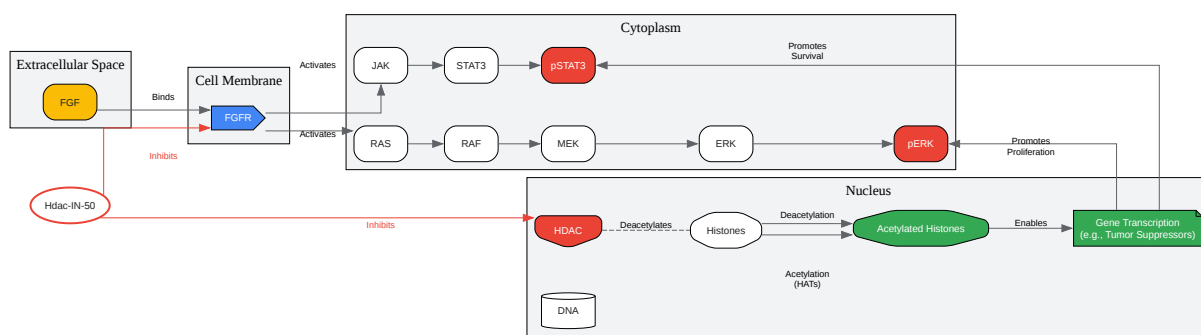 Cytoplasm
Extracellular Space
Cell Membrane
Activates
JAK
STAT3
pSTAT3
Promotes
Survival
FGF
Binds
FGFR
Activates
RAS
RAF
MEK
ERK
pERK
Promotes
Proliferation
Inhibits
Nucleus
Hdac-IN-50
Inhibits
HDAC
Deacetylates
Histones
Deacetylation
Acetylated Histones
Enables
Gene Transcription
(e.g., Tumor Suppressors)
Acetylation
(HATs)
DNA